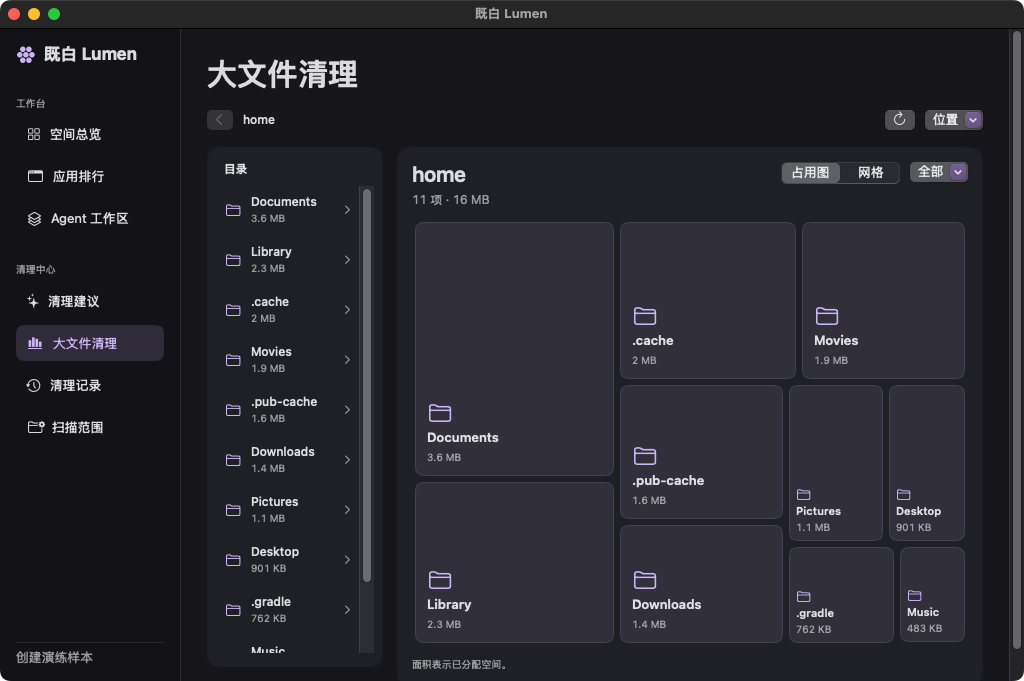 既白 Lumen
既白 Lumen
工作台
空间总览
应用排行
Agent 工作区
清理中心
清理建议
大文件清理
清理记录
扫描范围
创建演练样本
大文件清理
home
位置
目录
Documents
3.6 MB
Library
2.3 MB
.cache
2 MB
Movies
1.9 MB
.pub-cache
1.6 MB
Downloads
1.4 MB
Pictures
1.1 MB
Desktop
901 KB
.gradle
762 KB
Music
home
11 项 · 16 MB
占用图
网格
全部
Documents
3.6 MB
.cache
2 MB
Movies
1.9 MB
.pub-cache
1.6 MB
Pictures
1.1 MB
Desktop
901 KB
Library
2.3 MB
Downloads
1.4 MB
.gradle
762 KB
Music
483 KB
面积表示已分配空间。